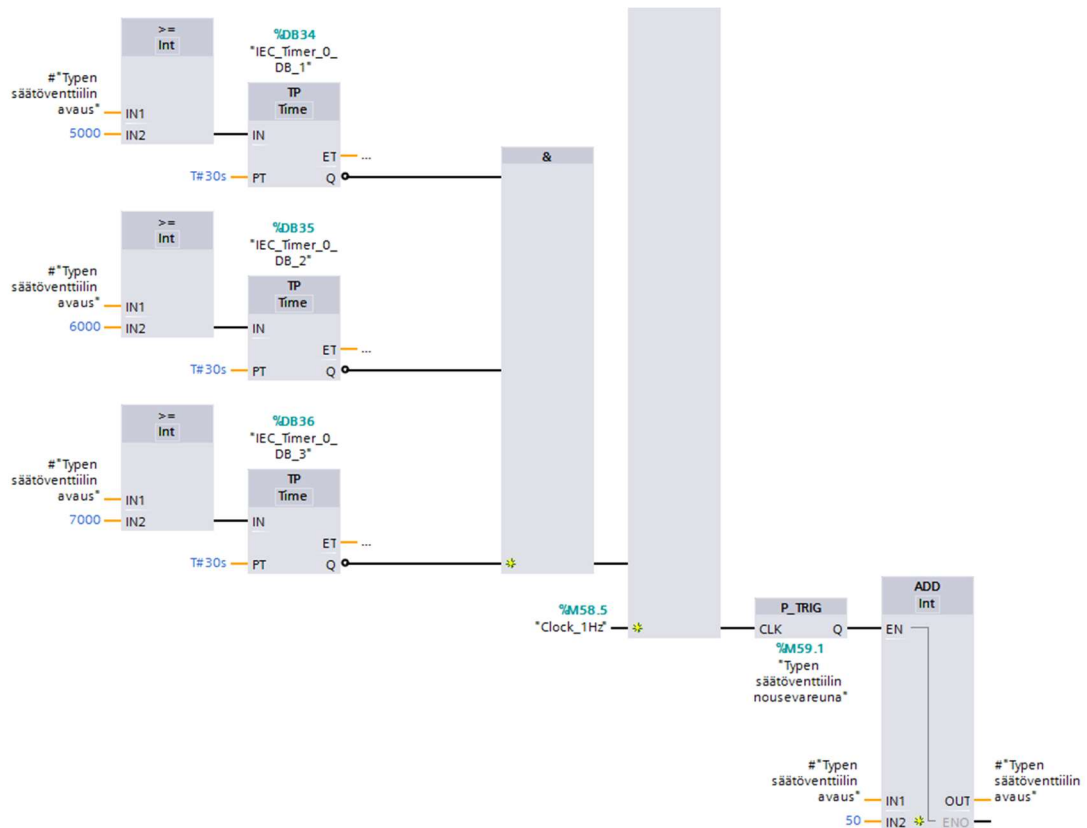 >=
Int
#"Typen
säätöventtiilin
avaus"
IN1
5000
IN2
%DB34
"IEC_Timer_0_
DB_1"
TP
Time
IN
ET
...
T#30s
PT
Q
&
>=
Int
#"Typen
säätöventtiilin
avaus"
IN1
6000
IN2
%DB35
"IEC_Timer_0_
DB_2"
TP
Time
IN
ET
...
T#30s
PT
Q
>=
Int
#"Typen
säätöventtiilin
avaus"
IN1
7000
IN2
%DB36
"IEC_Timer_0_
DB_3"
TP
Time
IN
ET
...
T#30s
PT
Q
%M58.5
"Clock_1Hz"
P_TRIG
CLK
Q
%M59.1
"Typen
säätöventtiilin
nousevareuna"
ADD
Int
EN
#"Typen
säätöventtiilin
avaus"
IN1
50
IN2
OUT
#"Typen
säätöventtiilin
avaus"
ENO